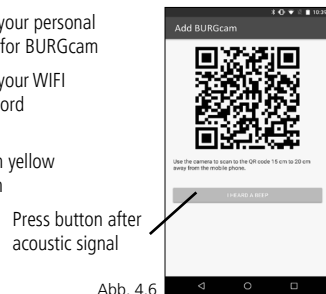 your personal
for BURGcam
your WIFI
ord
n yellow
n
Press button after
acoustic signal
Abb. 4.6
10:39
Add BURGcam
Use the camera to scan to the QR code 15 cm to 20 cm
away from the mobile phone.
I HEARD A BEEP